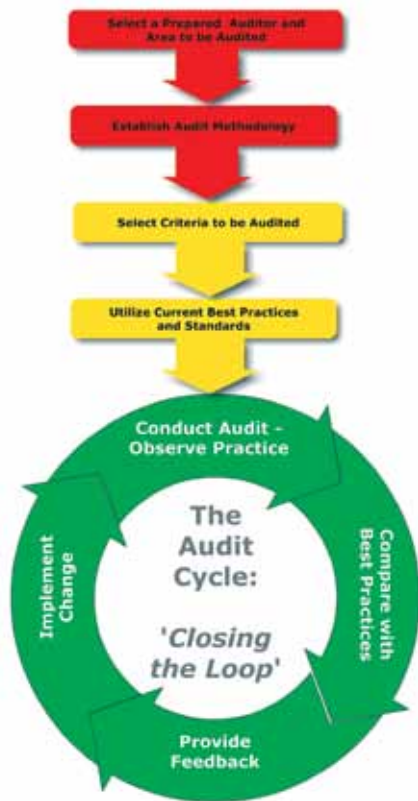 Select a Prepared Auditor and
Area to be Audited
Establish Audit Methodology
Select Criteria to be Audited
Utilize Current Best Practices
and Standards
Conduct Audit –
Observe Practice
Compare with
Best Practices
Provide
Feedback
Implement
Change
The
Audit
Cycle:
'Closing
the Loop'